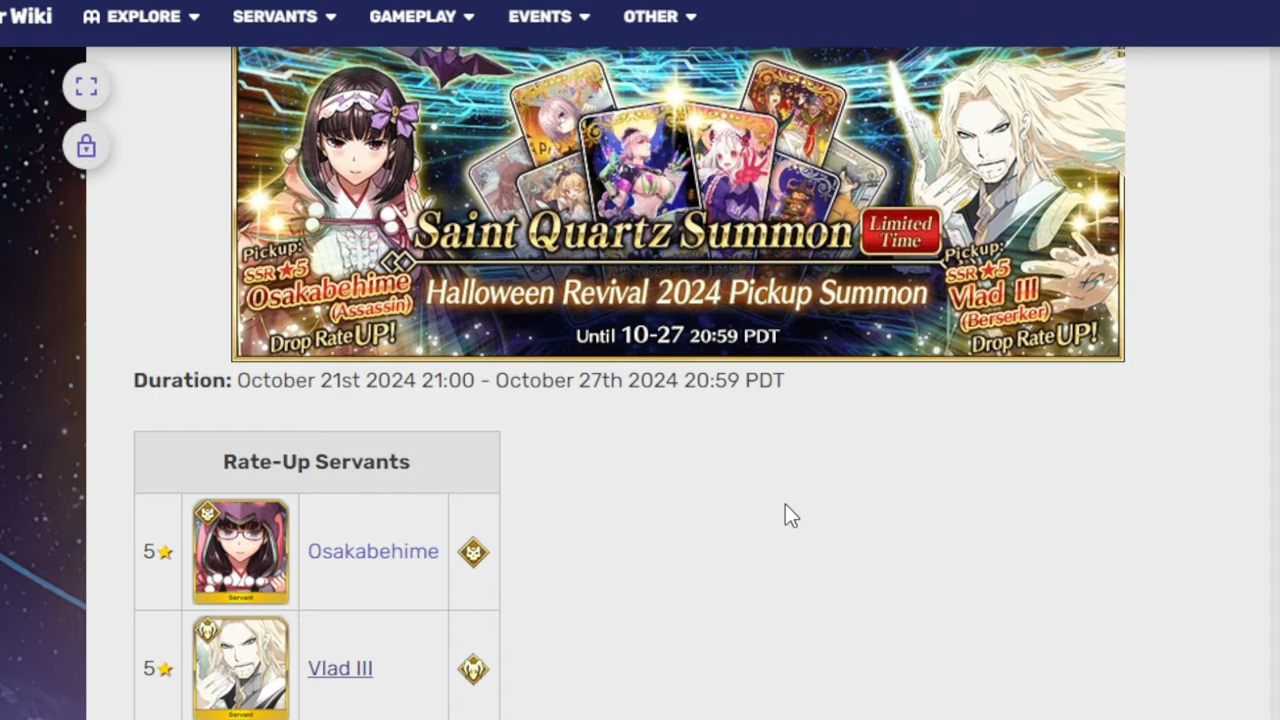 r Wiki
EXPLORE
SERVANTS
GAMEPLAY
EVENTS
OTHER
Saint Quartz Summon
Limited
Time
Halloween Revival 2024 Pickup Summon
Until 10-27 20:59 PDT
Pickup:
SSR ★5
Osakabehime
(Assassin)
Drop Rate UP!
Pickup:
SSR ★5
Vlad III
(Berserker)
Drop Rate UP!
Duration: October 21st 2024 21:00 - October 27th 2024 20:59 PDT
Rate-Up Servants
5★
Servant
Osakabehime
5★
Servant
Vlad III